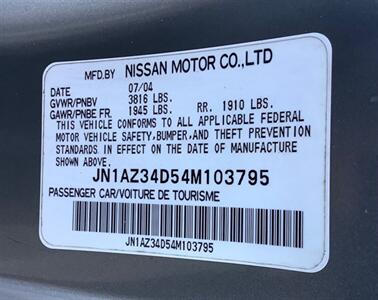 MFD.BY NISSAN MOTOR CO.,LTD
DATE 07/04
GVWR/PNBV 3816 LBS.
GAWR/PNBE FR. 1945 LBS. RR. 1910 LBS.
THIS VEHICLE CONFORMS TO ALL APPLICABLE FEDERAL
MOTOR VEHICLE SAFETY,BUMPER,AND THEFT PREVENTION
STANDARDS IN EFFECT ON THE DATE OF MANUFACTURE
SHOWN ABOVE.
JN1AZ34D54M103795
PASSENGER CAR/VOITURE DE TOURISME
JN1AZ34D54M103795